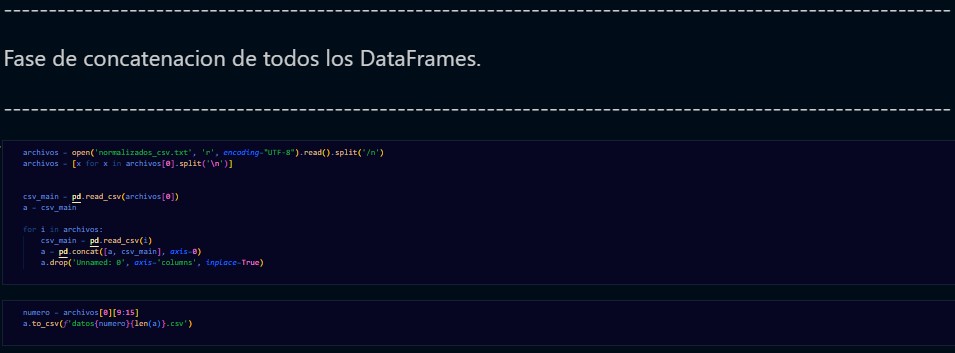 Fase de concatenacion de todos los DataFrames.
archivos = open('normalizados_csv.txt', 'r', encoding="UTF-8").read().split('/n')
archivos = [x for x in archivos[0].split('\n')]
csv_main = pd.read_csv(archivos[0])
a = csv_main
for i in archivos:
csv_main = pd.read_csv(i)
a = pd.concat([a, csv_main], axis=0)
a.drop('Unnamed: 0', axis='columns', inplace=True)
numero = archivos[0][9:15]
a.to_csv(f'datos{numero}{len(a)}.csv')